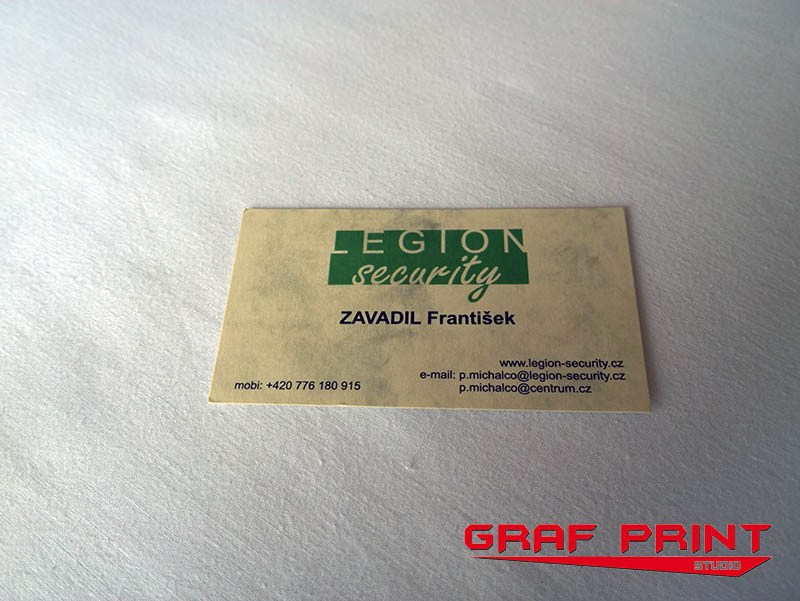 LEGION
security
ZAVADIL František
www.legion-security.cz
e-mail: p.michalco@legion-security.cz
mobi: +420 776 180 915
p.michalco@centrum.cz
GRAF PRINT
STUDIO